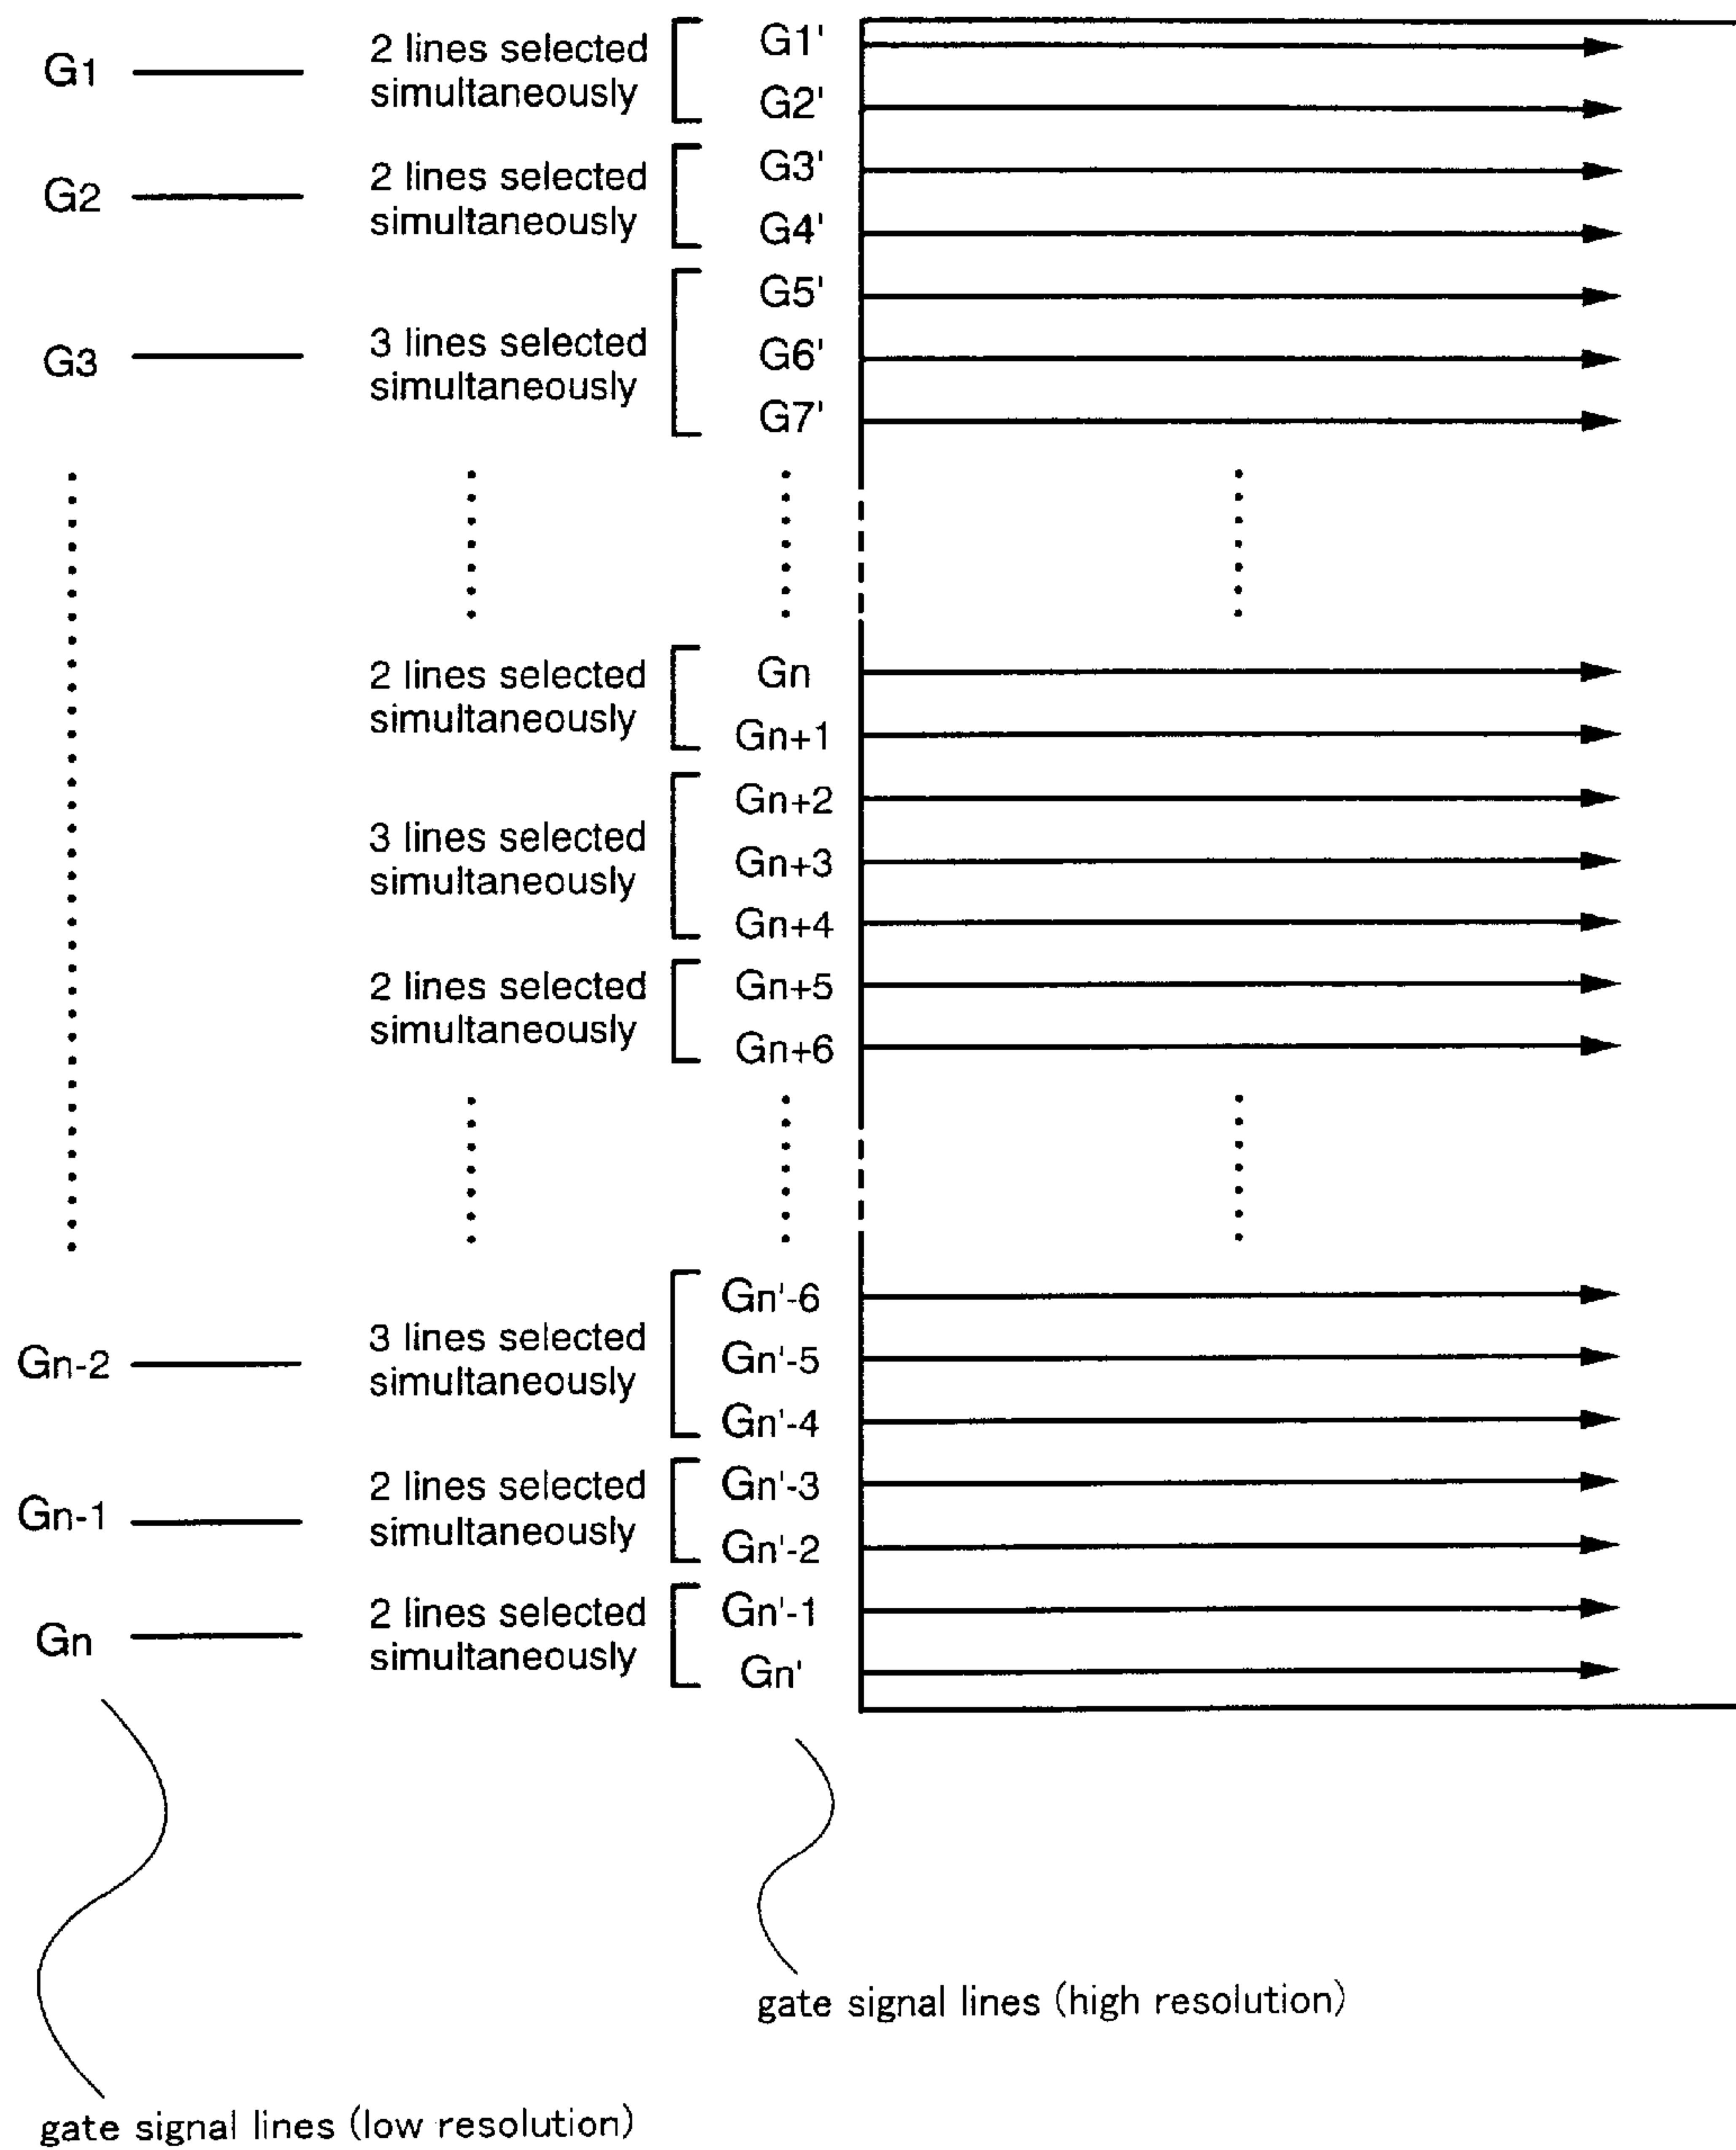 G1
2 lines selected
simultaneously
G1'
G2'
G2
2 lines selected
simultaneously
G3'
G4'
G3
3 lines selected
simultaneously
G5'
G6'
G7'
2 lines selected
simultaneously
Gn
Gn+1
3 lines selected
simultaneously
Gn+2
Gn+3
Gn+4
2 lines selected
simultaneously
Gn+5
Gn+6
Gn-2
3 lines selected
simultaneously
Gn'-6
Gn'-5
Gn'-4
Gn-1
2 lines selected
simultaneously
Gn'-3
Gn'-2
Gn
2 lines selected
simultaneously
Gn'-1
Gn'
gate signal lines (high resolution)
gate signal lines (low resolution)